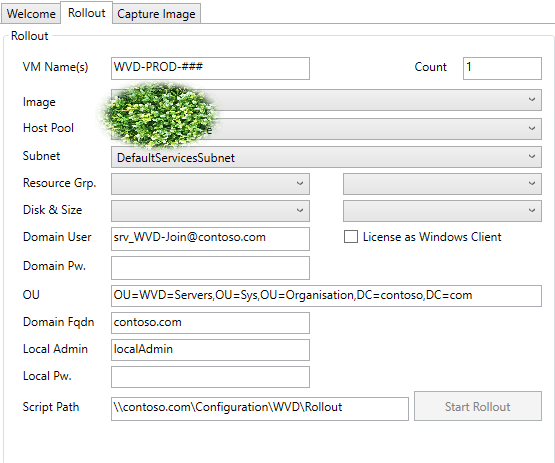 Welcome Rollout Capture Image
Rollout
VM Name(s) WVD-PROD-### Count 1
Image
Host Pool
Subnet DefaultServicesSubnet
Resource Grp.
Disk & Size
Domain User srv_WVD-Join@contoso.com License as Windows Client
Domain Pw.
OU OU=WVD=Servers,OU=Sys,OU=Organisation,DC=contoso,DC=com
Domain Fqdn contoso.com
Local Admin localAdmin
Local Pw.
Script Path \\contoso.com\Configuration\WVD\Rollout Start Rollout